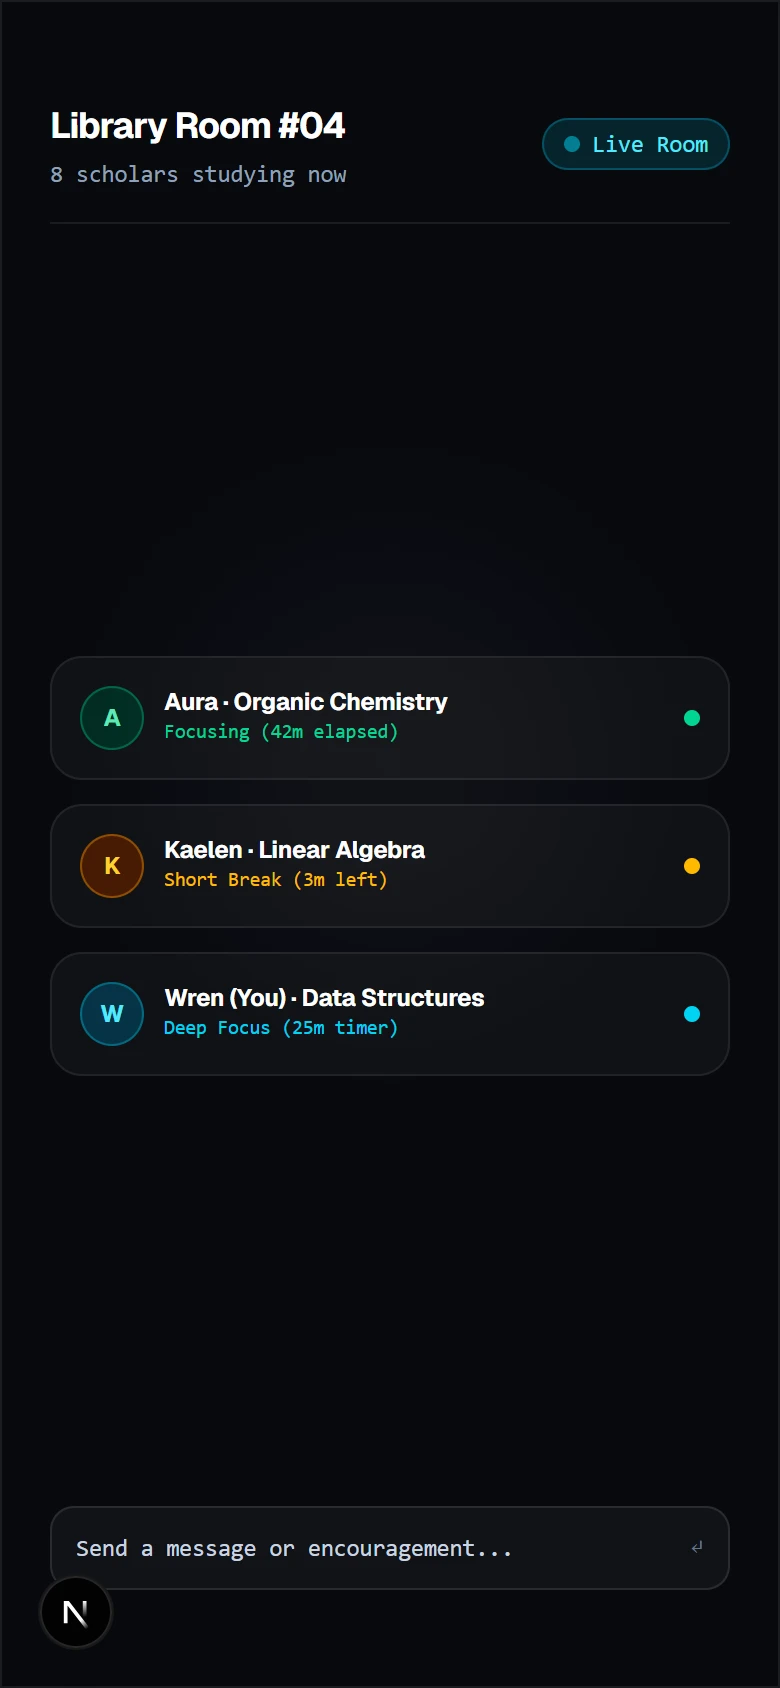 Library Room #04
8 scholars studying now
Live Room
A
Aura · Organic Chemistry
Focusing (42m elapsed)
K
Kaelen · Linear Algebra
Short Break (3m left)
W
Wren (You) · Data Structures
Deep Focus (25m timer)
Send a message or encouragement... ↵
N